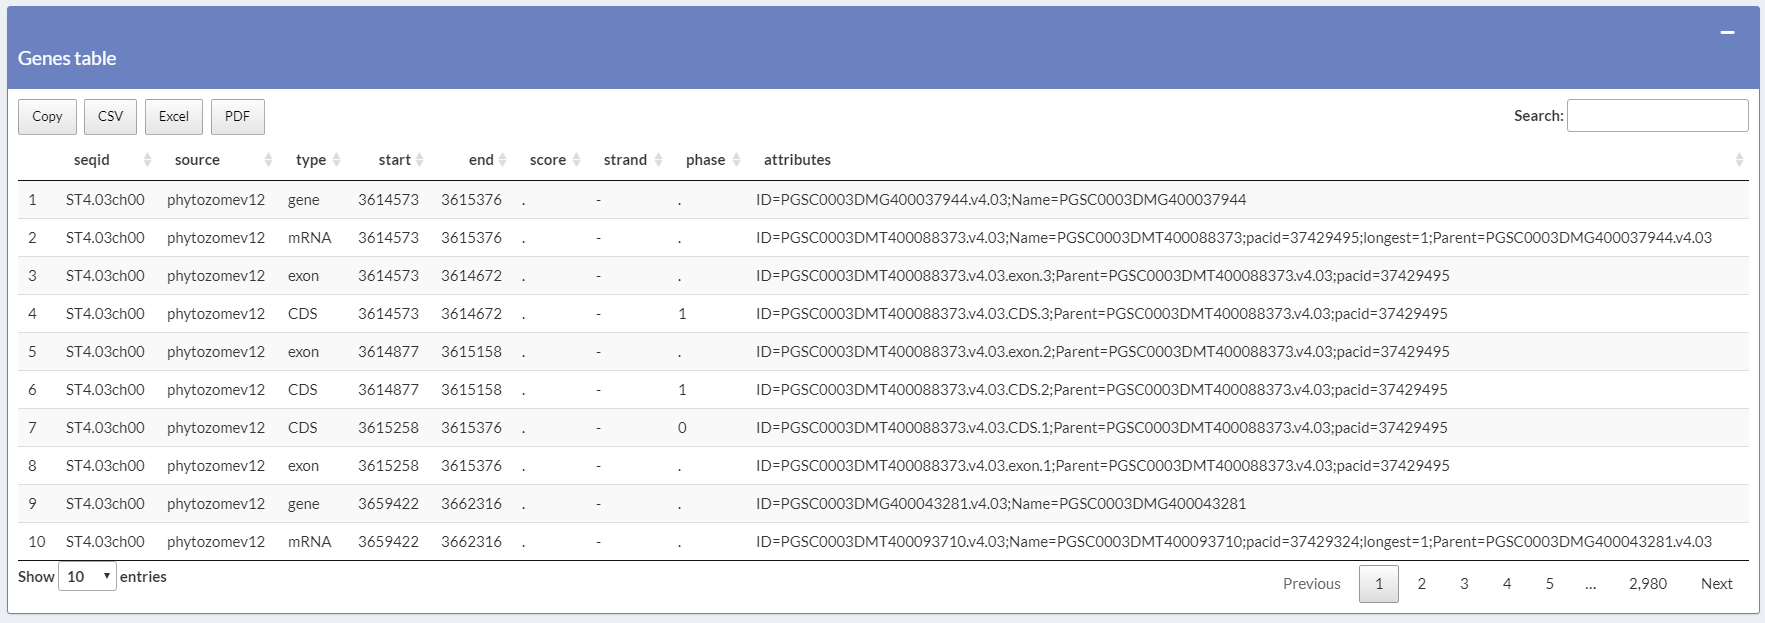 Genes table
Copy CSV Excel PDF Search:
seqid source type start end score strand phase attributes
1 ST4.03ch00 phytozomev12 gene 3614573 3615376 . - . ID=PGSC0003DMG400037944.v4.03;Name=PGSC0003DMG400037944
2 ST4.03ch00 phytozomev12 mRNA 3614573 3615376 . - . ID=PGSC0003DMT400088373.v4.03;Name=PGSC0003DMT400088373;pacid=37429495;longest=1;Parent=PGSC0003DMG400037944.v4.03
3 ST4.03ch00 phytozomev12 exon 3614573 3614672 . - . ID=PGSC0003DMT400088373.v4.03.exon.3;Parent=PGSC0003DMT400088373.v4.03;pacid=37429495
4 ST4.03ch00 phytozomev12 CDS 3614573 3614672 . - 1 ID=PGSC0003DMT400088373.v4.03.CDS.3;Parent=PGSC0003DMT400088373.v4.03;pacid=37429495
5 ST4.03ch00 phytozomev12 exon 3614877 3615158 . - . ID=PGSC0003DMT400088373.v4.03.exon.2;Parent=PGSC0003DMT400088373.v4.03;pacid=37429495
6 ST4.03ch00 phytozomev12 CDS 3614877 3615158 . - 1 ID=PGSC0003DMT400088373.v4.03.CDS.2;Parent=PGSC0003DMT400088373.v4.03;pacid=37429495
7 ST4.03ch00 phytozomev12 CDS 3615258 3615376 . - 0 ID=PGSC0003DMT400088373.v4.03.CDS.1;Parent=PGSC0003DMT400088373.v4.03;pacid=37429495
8 ST4.03ch00 phytozomev12 exon 3615258 3615376 . - . ID=PGSC0003DMT400088373.v4.03.exon.1;Parent=PGSC0003DMT400088373.v4.03;pacid=37429495
9 ST4.03ch00 phytozomev12 gene 3659422 3662316 . - . ID=PGSC0003DMG400043281.v4.03;Name=PGSC0003DMG400043281
10 ST4.03ch00 phytozomev12 mRNA 3659422 3662316 . - . ID=PGSC0003DMT400093710.v4.03;Name=PGSC0003DMT400093710;pacid=37429324;longest=1;Parent=PGSC0003DMG400043281.v4.03
Show 10 entries Previous 1 2 3 4 5 ... 2,980 Next